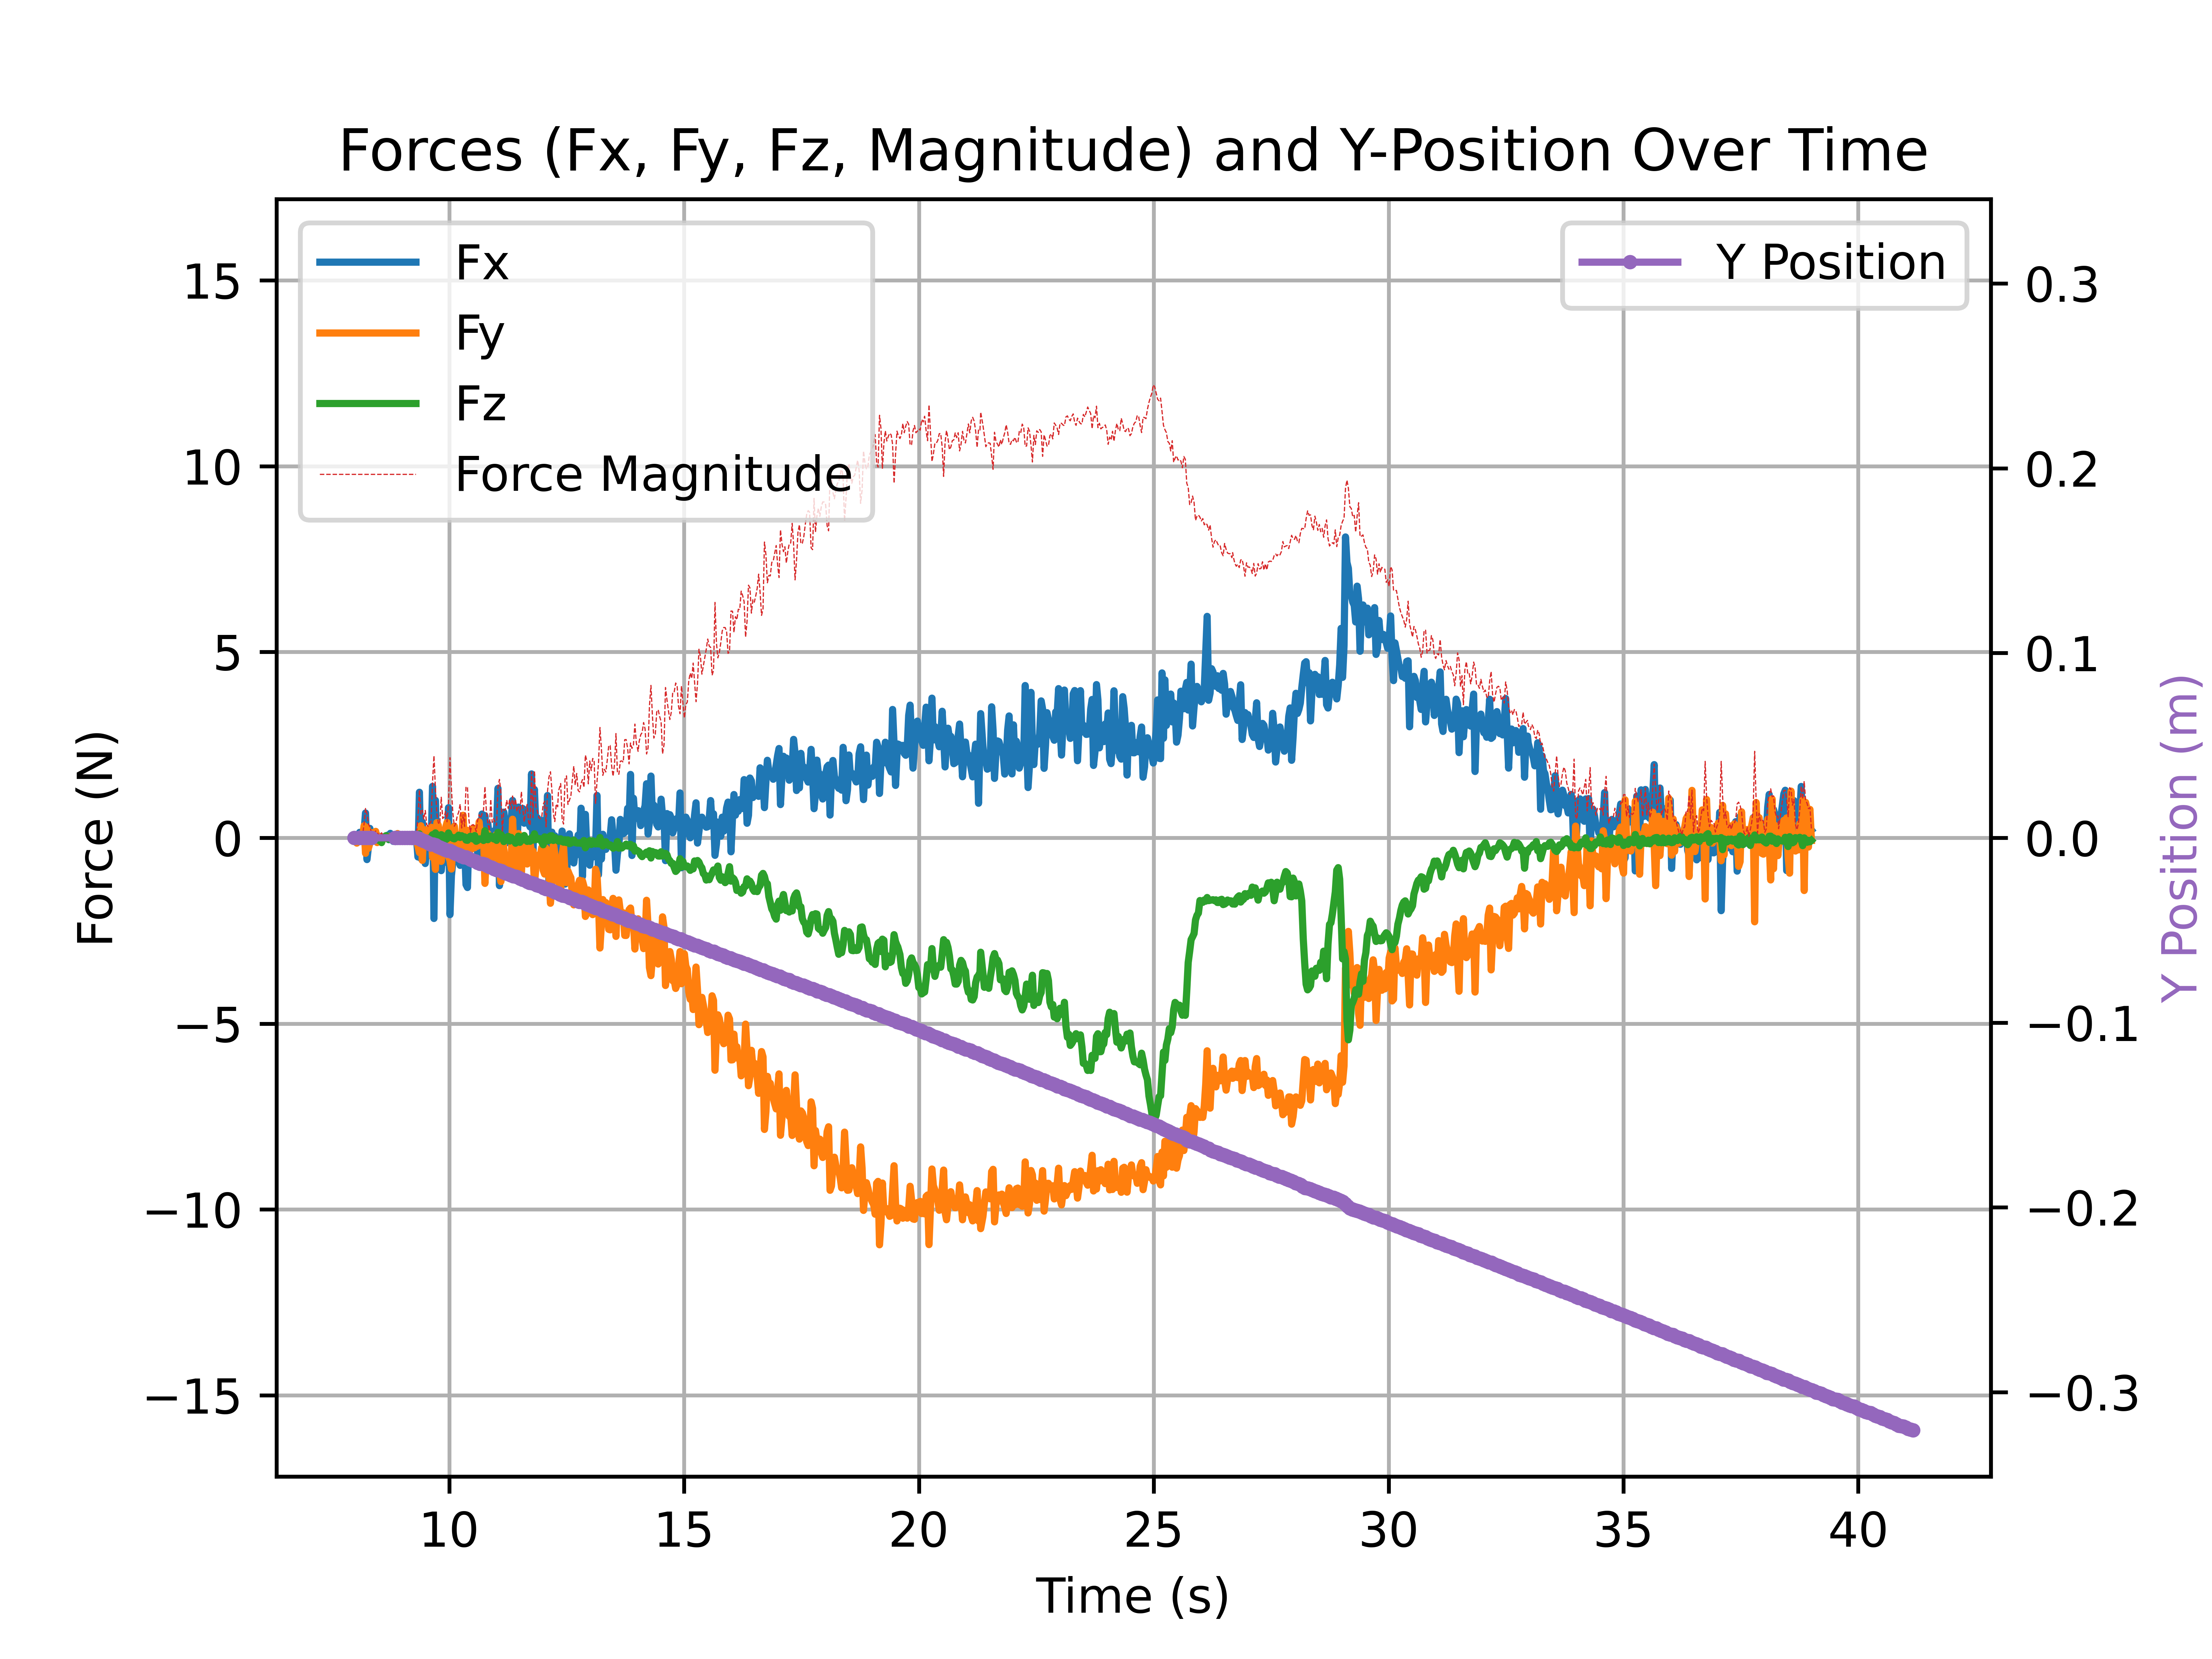 Forces (Fx, Fy, Fz, Magnitude) and Y-Position Over Time
Fx
Fy
Fz
Force Magnitude
Y Position
15
10
5
0
−5
−10
−15
Force (N)
0.3
0.2
0.1
0.0
−0.1
−0.2
−0.3
Y Position (m)
10 15 20 25 30 35 40
Time (s)